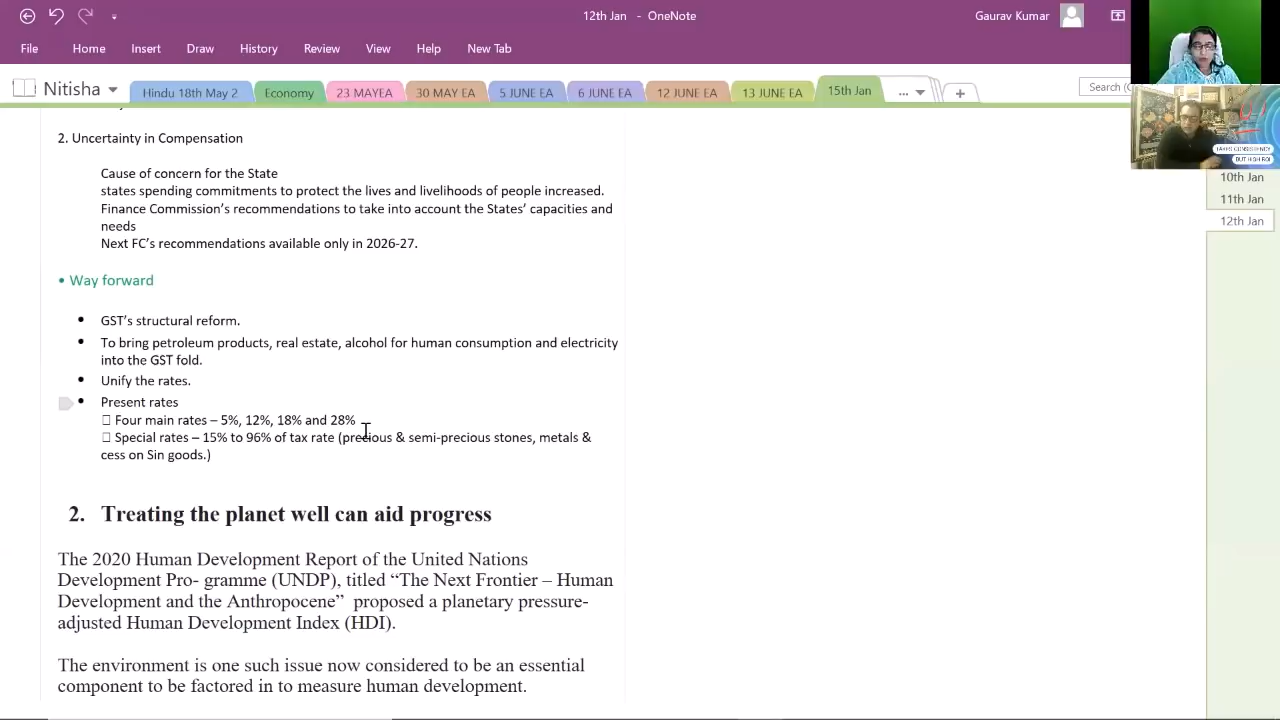 12th Jan - OneNote
Gaurav Kumar
File Home Insert Draw History Review View Help New Tab
Nitisha
Hindu 18th May 2 Economy 23 MAYEA 30 MAY EA 5 JUNE EA 6 JUNE EA 12 JUNE EA 13 JUNE EA 15th Jan ...
Search (C
TAKES CONSISTENCY
BUT HIGH ROI
10th Jan
11th Jan
12th Jan
2. Uncertainty in Compensation
Cause of concern for the State
states spending commitments to protect the lives and livelihoods of people increased.
Finance Commission's recommendations to take into account the States' capacities and
needs
Next FC's recommendations available only in 2026-27.
• Way forward
• GST's structural reform.
• To bring petroleum products, real estate, alcohol for human consumption and electricity
into the GST fold.
• Unify the rates.
• Present rates
□ Four main rates – 5%, 12%, 18% and 28%
□ Special rates – 15% to 96% of tax rate (precious & semi-precious stones, metals &
cess on Sin goods.)
2. Treating the planet well can aid progress
The 2020 Human Development Report of the United Nations
Development Pro- gramme (UNDP), titled “The Next Frontier – Human
Development and the Anthropocene” proposed a planetary pressure-
adjusted Human Development Index (HDI).
The environment is one such issue now considered to be an essential
component to be factored in to measure human development.